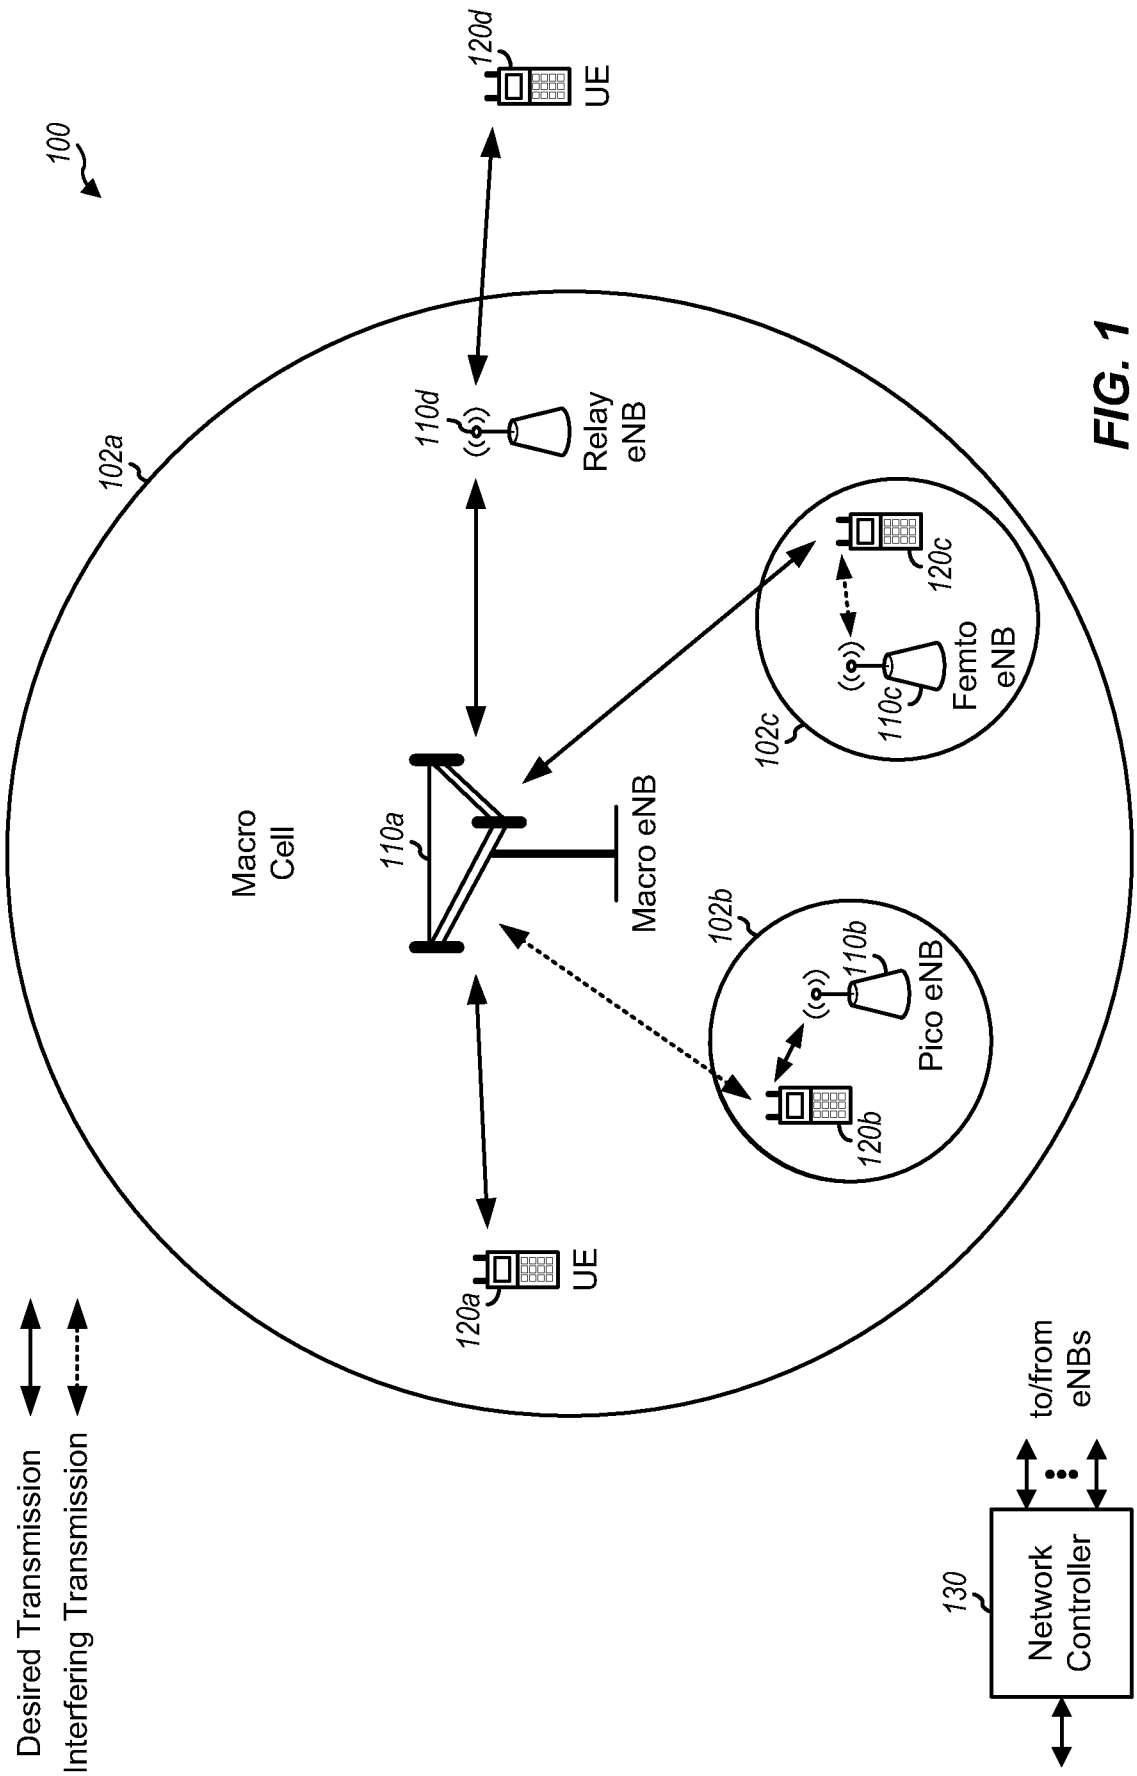 Desired Transmission
Interfering Transmission
100
102a
Macro
Cell
110a
Macro eNB
120a
UE
110d
Relay
eNB
120d
UE
102b
110b
Pico eNB
120b
102c
110c
Femto
eNB
120c
130
Network
Controller
to/from
eNBs
FIG. 1